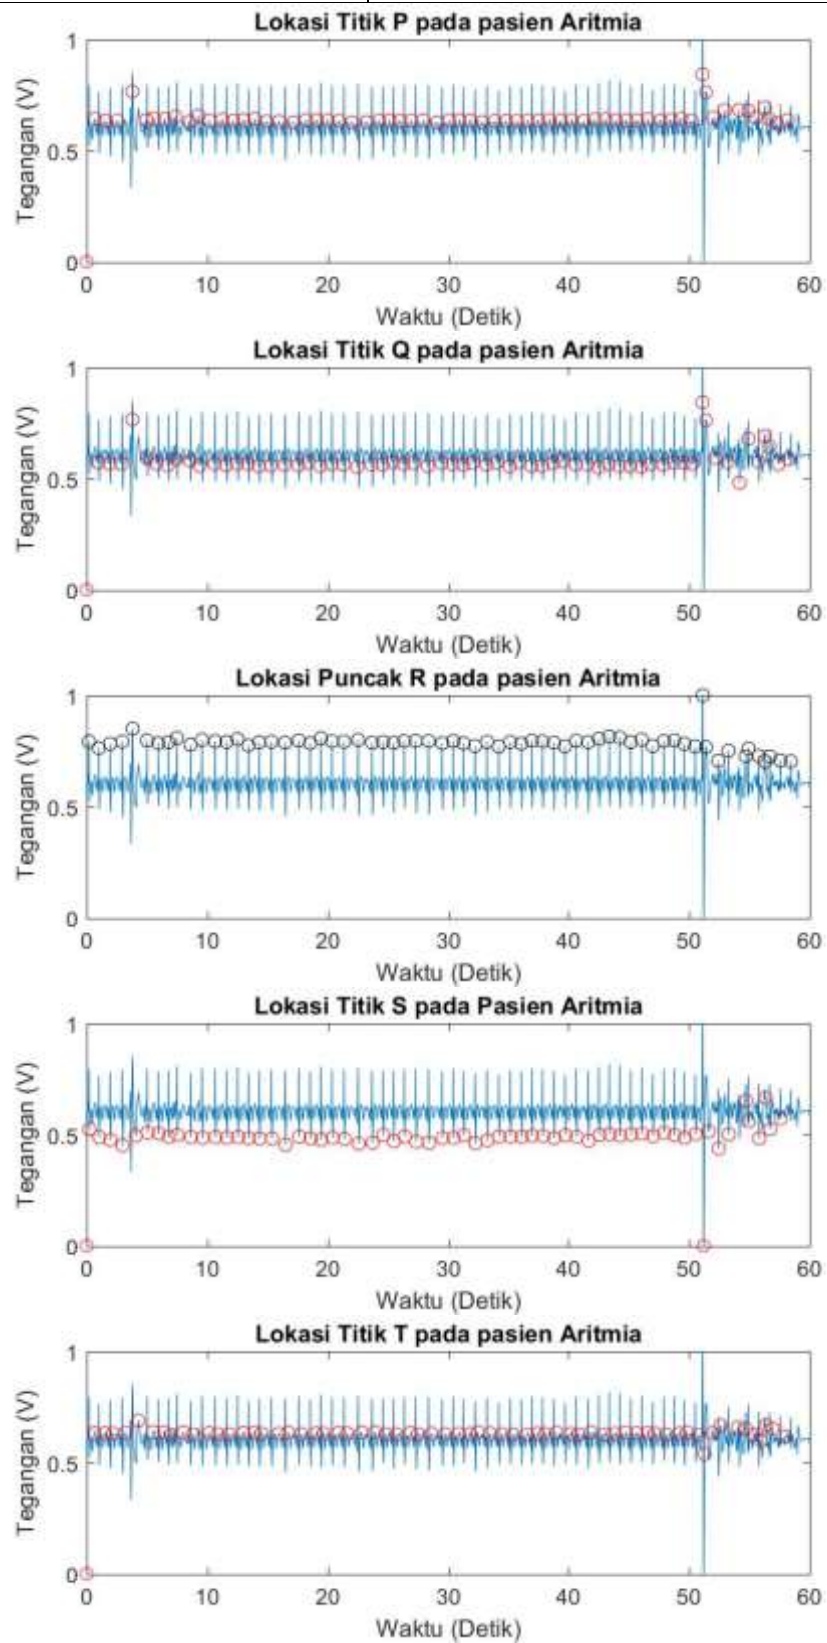 Lokasi Titik P pada pasien Aritmia
1
0.5
0
Tegangan (V)
0 10 20 30 40 50 60
Waktu (Detik)
Lokasi Titik Q pada pasien Aritmia
1
0.5
0
Tegangan (V)
0 10 20 30 40 50 60
Waktu (Detik)
Lokasi Puncak R pada pasien Aritmia
1
0.5
0
Tegangan (V)
0 10 20 30 40 50 60
Waktu (Detik)
Lokasi Titik S pada Pasien Aritmia
1
0.5
0
Tegangan (V)
0 10 20 30 40 50 60
Waktu (Detik)
Lokasi Titik T pada pasien Aritmia
1
0.5
0
Tegangan (V)
0 10 20 30 40 50 60
Waktu (Detik)